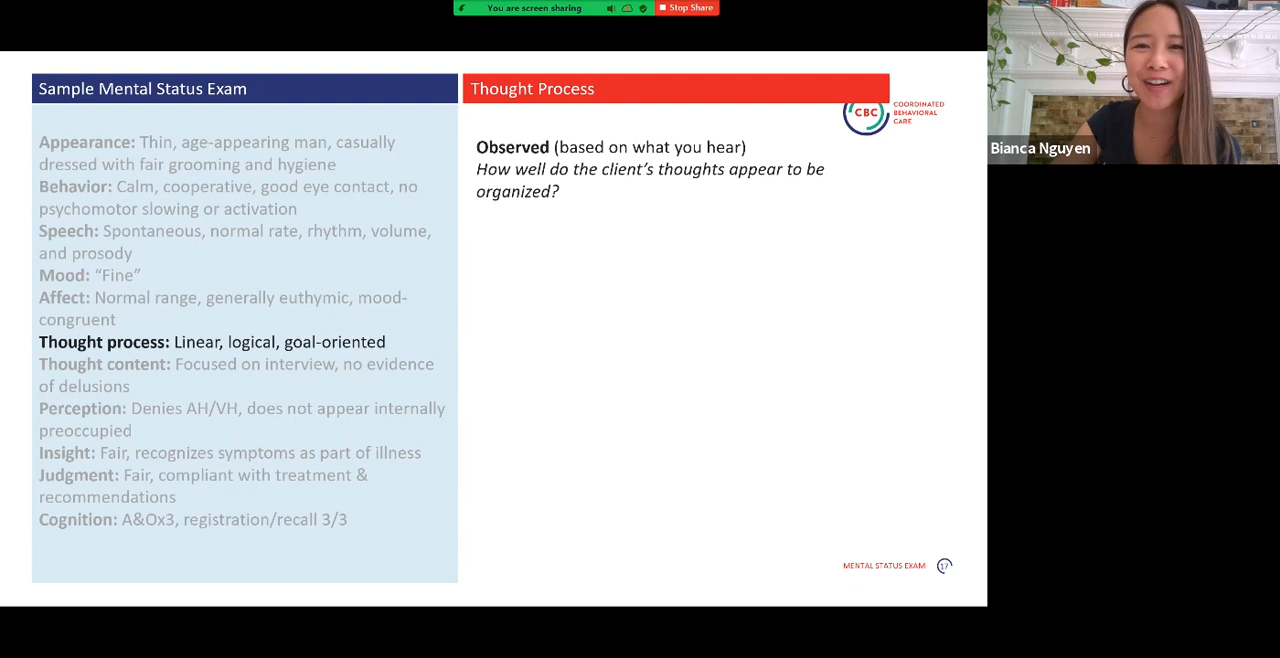 You are screen sharing
Stop Share
Sample Mental Status Exam
Appearance: Thin, age-appearing man, casually
dressed with fair grooming and hygiene
Behavior: Calm, cooperative, good eye contact, no
psychomotor slowing or activation
Speech: Spontaneous, normal rate, rhythm, volume,
and prosody
Mood: “Fine”
Affect: Normal range, generally euthymic, mood-
congruent
Thought process: Linear, logical, goal-oriented
Thought content: Focused on interview, no evidence
of delusions
Perception: Denies AH/VH, does not appear internally
preoccupied
Insight: Fair, recognizes symptoms as part of illness
Judgment: Fair, compliant with treatment &
recommendations
Cognition: A&Ox3, registration/recall 3/3
Thought Process
CBC
COORDINATED
BEHAVIORAL
CARE
Observed (based on what you hear)
How well do the client’s thoughts appear to be
organized?
MENTAL STATUS EXAM
17
Bianca Nguyen